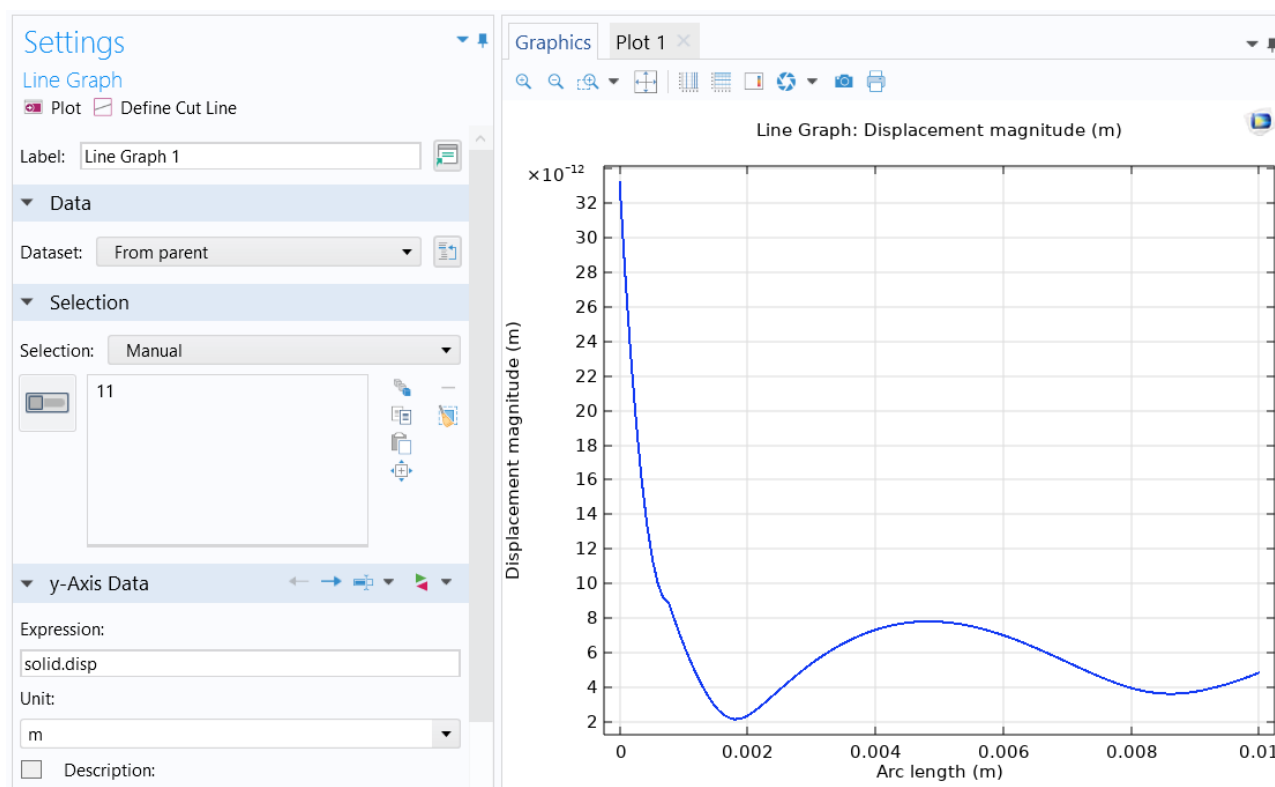 Settings
Line Graph
Plot Define Cut Line
Label: Line Graph 1
Data
Dataset: From parent
Selection
Selection: Manual
11
y-Axis Data
Expression:
solid.disp
Unit:
m
Description:
Graphics Plot 1
Line Graph: Displacement magnitude (m)
×10⁻¹²
32
30
28
26
24
22
20
18
16
14
12
10
8
6
4
2
Displacement magnitude (m)
0 0.002 0.004 0.006 0.008 0.01
Arc length (m)